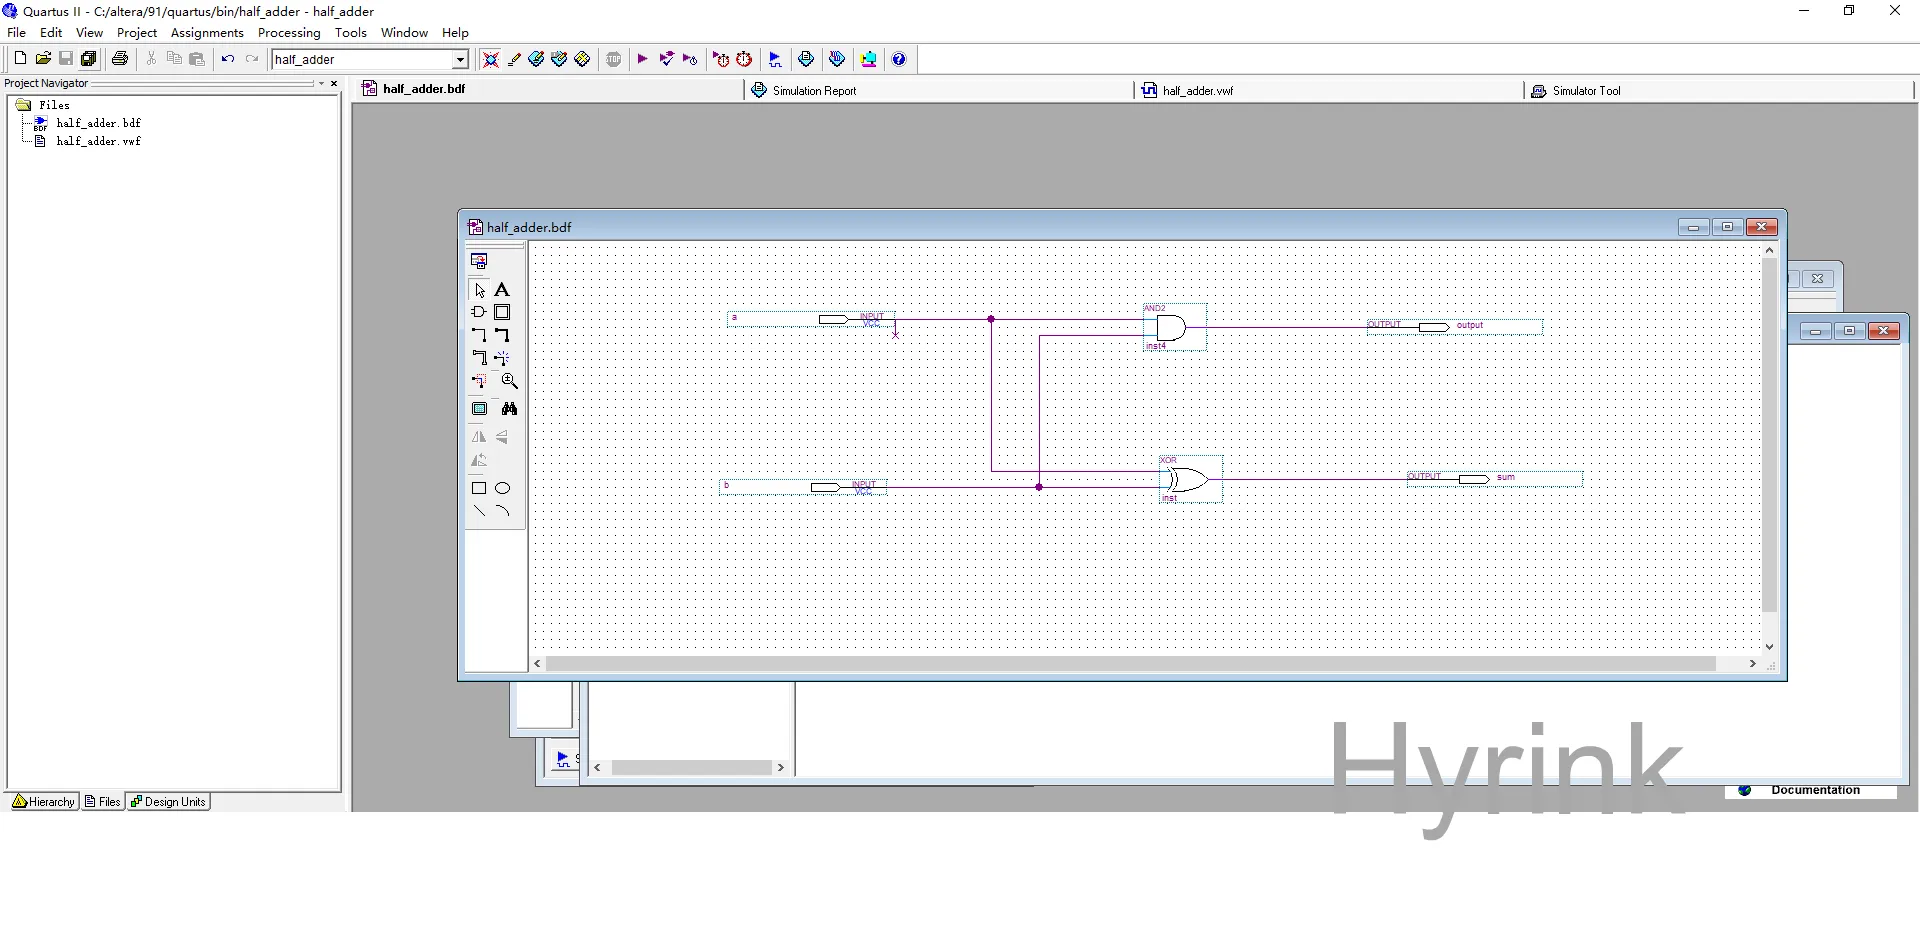 Quartus II - C:/altera/91/quartus/bin/half_adder - half_adder
File Edit View Project Assignments Processing Tools Window Help
half_adder
STOP
Project Navigator
half_adder.bdf
Simulation Report
half_adder.vwf
Simulator Tool
Files
BDF
half_adder.bdf
half_adder.vwf
half_adder.bdf
A
AND2
a
INPUT
VCC
OUTPUT
output
inst4
XOR
b
INPUT
VCC
OUTPUT
sum
inst
Hyrink
Documentation
Hierarchy
Files
Design Units